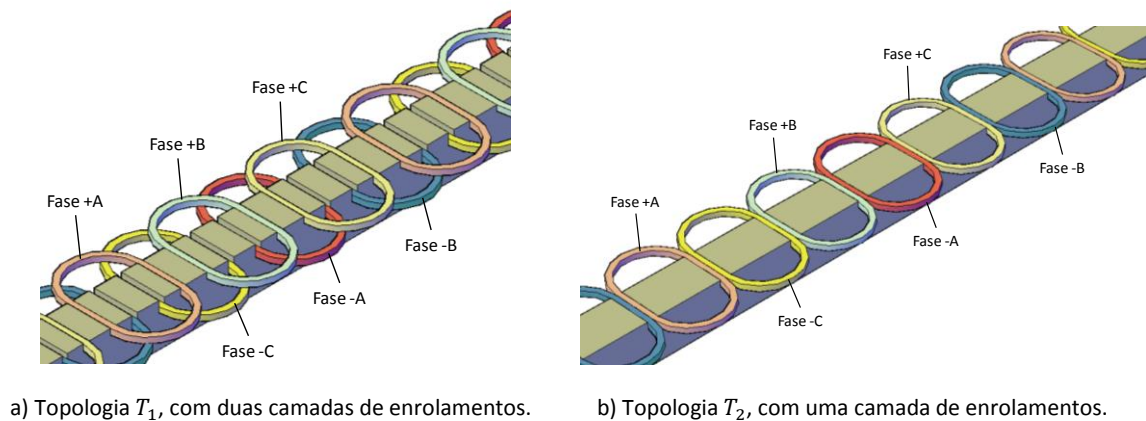 Fase +A
Fase +B
Fase +C
Fase -C
Fase -A
Fase -B
a) Topologia T₁, com duas camadas de enrolamentos.
Fase +A
Fase +B
Fase +C
Fase -C
Fase -A
Fase -B
b) Topologia T₂, com uma camada de enrolamentos.